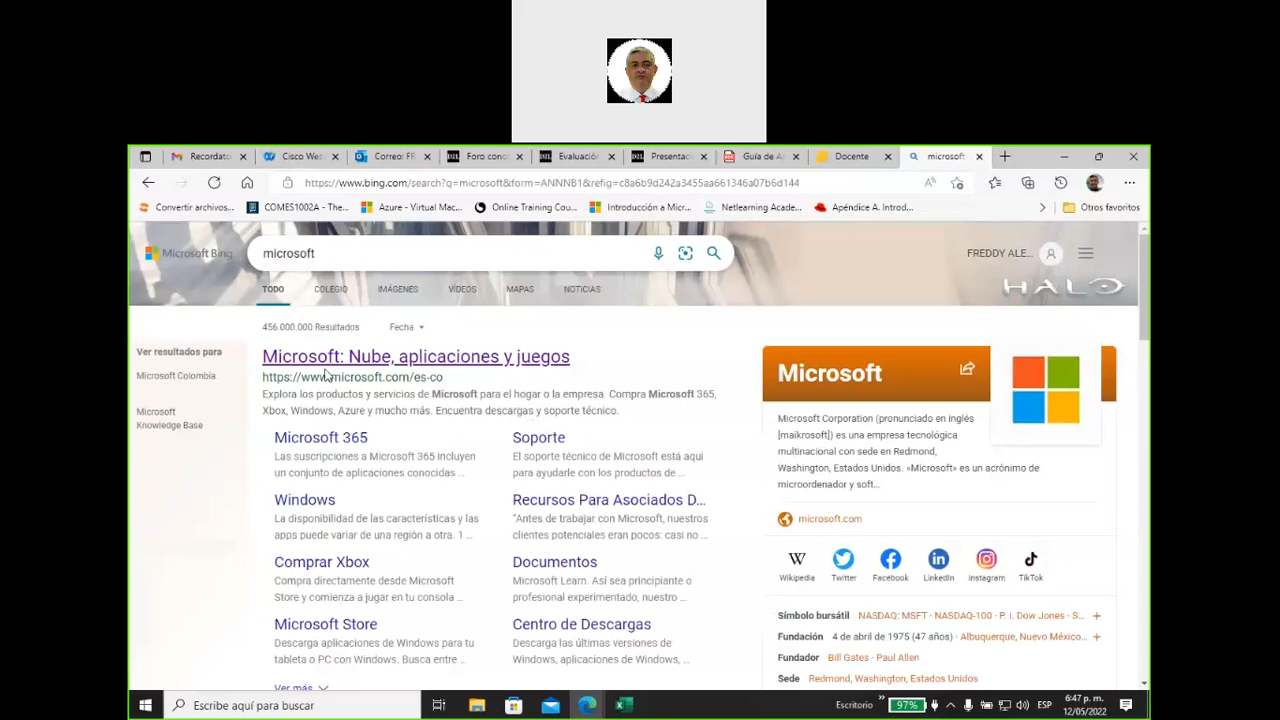 Recordato
Cisco Web
Correo: FF
Foro cono
Evaluación
Presentac
Guía de A
Docente
microsoft
https://www.bing.com/search?q=microsoft&form=ANNNB1&refig=c8a6b9d242a3455aa661346a07b6d144
Convertir archivos...
COMES1002A - The...
Azure - Virtual Mac...
Online Training Cou...
Introducción a Micr...
Netlearning Acade...
Apéndice A. Introd...
Otros favoritos
Microsoft Bing
microsoft
FREDDY ALE...
TODO
COLEGIO
IMÁGENES
VÍDEOS
MAPAS
NOTICIAS
HALO
456.000.000 Resultados
Fecha
Ver resultados para
Microsoft Colombia
Microsoft
Knowledge Base
Microsoft: Nube, aplicaciones y juegos
https://www.microsoft.com/es-co
Explora los productos y servicios de Microsoft para el hogar o la empresa. Compra Microsoft 365,
Xbox, Windows, Azure y mucho más. Encuentra descargas y soporte técnico.
Microsoft 365
Las suscripciones a Microsoft 365 incluyen
un conjunto de aplicaciones conocidas ...
Soporte
El soporte técnico de Microsoft está aquí
para ayudarle con los productos de ...
Windows
La disponibilidad de las características y las
apps puede variar de una región a otra. 1 ...
Recursos Para Asociados D...
"Antes de trabajar con Microsoft, nuestros
clientes potenciales eran pocos: casi no ...
Comprar Xbox
Compra directamente desde Microsoft
Store y comienza a jugar en tu consola ...
Documentos
Microsoft Learn. Así sea principiante o
profesional experimentado, nuestro ...
Microsoft Store
Descarga aplicaciones de Windows para tu
tableta o PC con Windows. Busca entre ...
Centro de Descargas
Descarga las últimas versiones de
Windows, aplicaciones de Windows, ...
Ver más
Microsoft
Microsoft Corporation (pronunciado en inglés
[maikrosoft]) es una empresa tecnológica
multinacional con sede en Redmond,
Washington, Estados Unidos. «Microsoft» es un acrónimo de
microordenador y soft...
microsoft.com
Wikipedia
Twitter
Facebook
LinkedIn
Instagram
TikTok
Símbolo bursátil NASDAQ: MSFT · NASDAQ-100 · P. I. Dow Jones · S... +
Fundación 4 de abril de 1975 (47 años) · Albuquerque, Nuevo México... +
Fundador Bill Gates · Paul Allen
Sede Redmond, Washington, Estados Unidos
Escribe aquí para buscar
Escritorio
97%
ESP
6:47 p. m.
12/05/2022